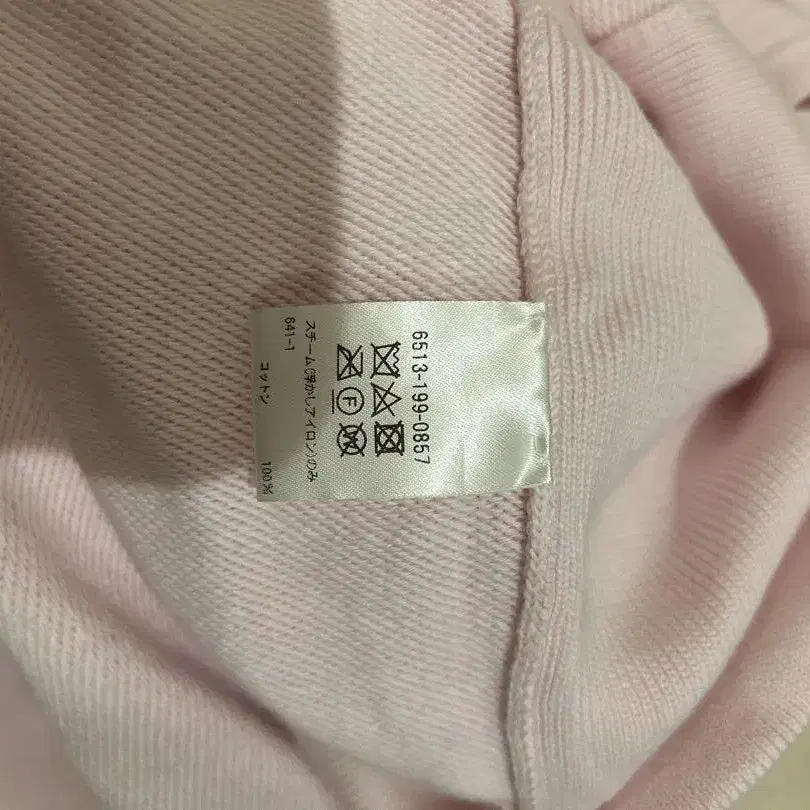 6513-199-0857
F W
スチーム(浮かしアイロン)のみ
641-1
コットン 100%